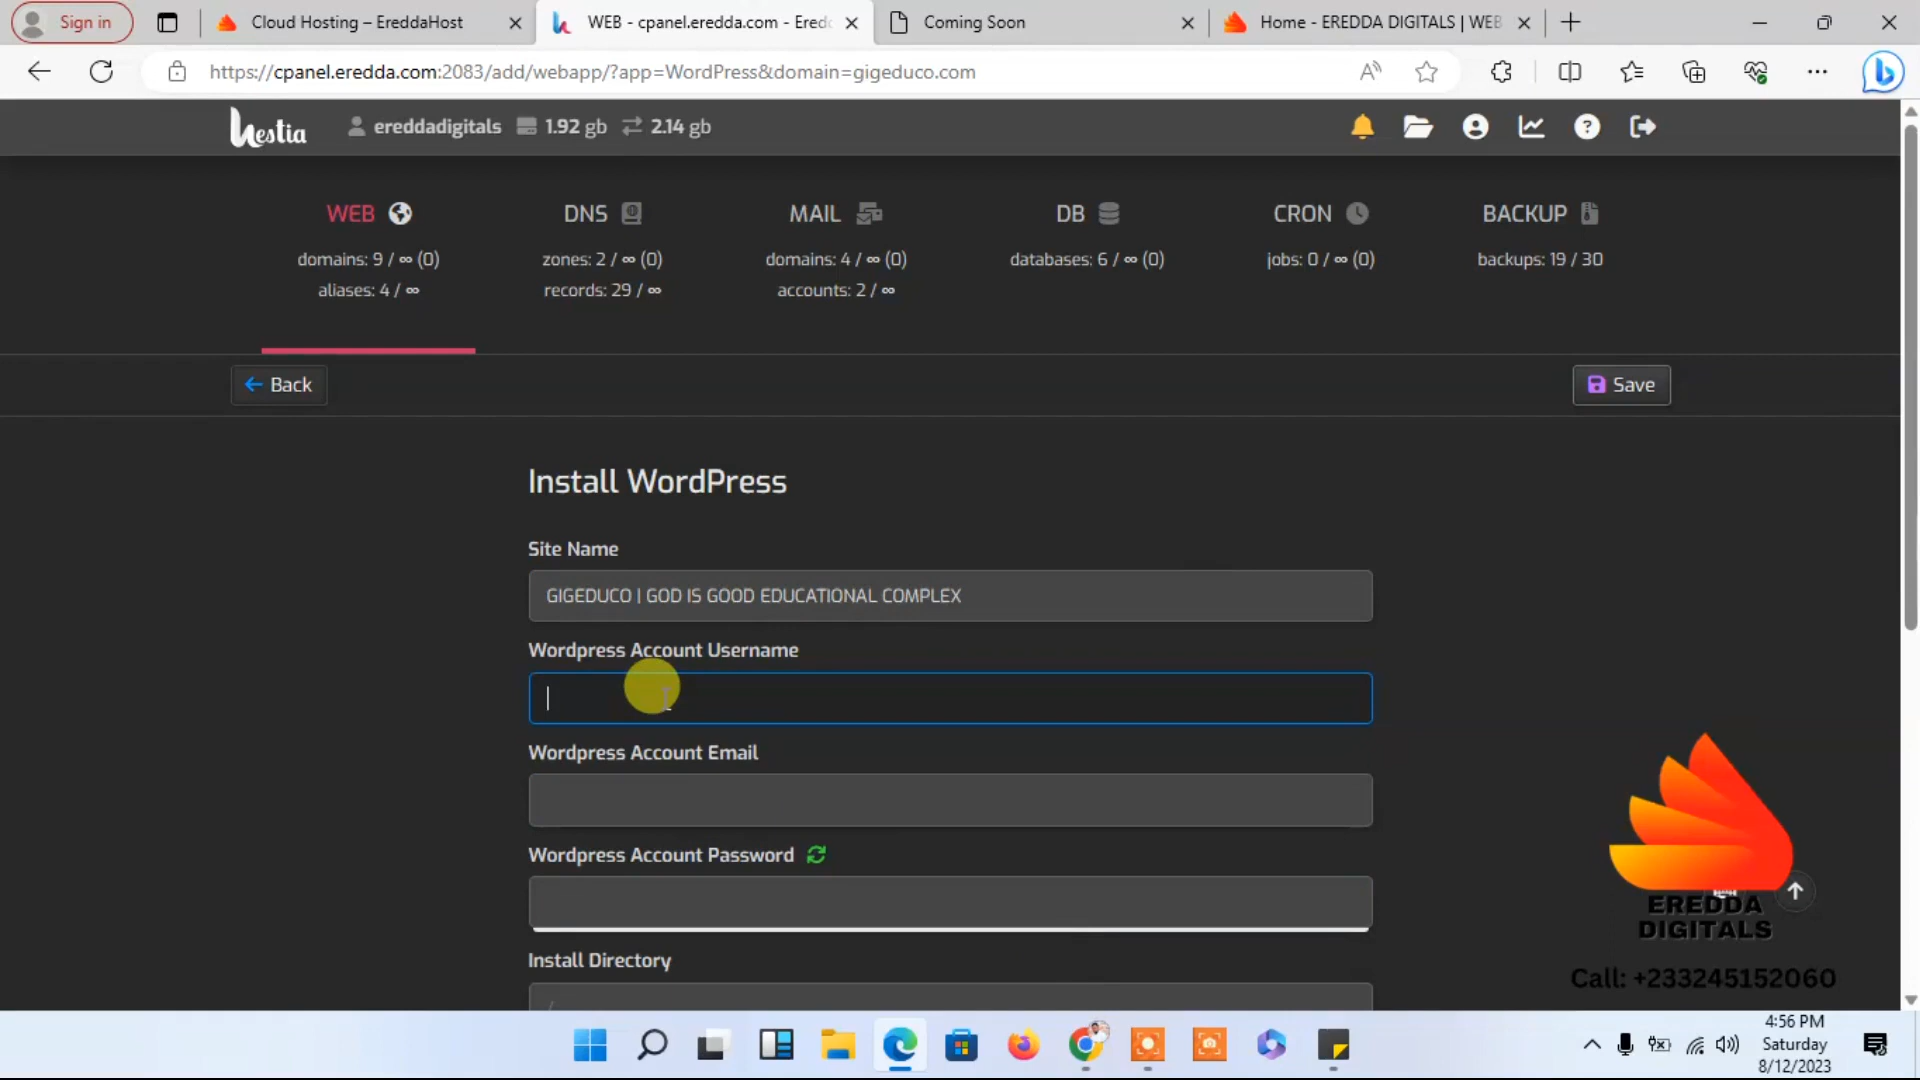 Sign in
Cloud Hosting – EreddaHost
WEB - cpanel.eredda.com - Ered
Coming Soon
Home - EREDDA DIGITALS | WEB
https://cpanel.eredda.com:2083/add/webapp/?app=WordPress&domain=gigeduco.com
hestia
ereddadigitals 1.92 gb 2.14 gb
WEB DNS MAIL DB CRON BACKUP
domains: 9 / ∞ (0) zones: 2 / ∞ (0) domains: 4 / ∞ (0) databases: 6 / ∞ (0) jobs: 0 / ∞ (0) backups: 19 / 30
aliases: 4 / ∞ records: 29 / ∞ accounts: 2 / ∞
Back
Save
Install WordPress
Site Name
GIGEDUCO | GOD IS GOOD EDUCATIONAL COMPLEX
Wordpress Account Username
Wordpress Account Email
Wordpress Account Password
Install Directory
/
EREDDA
DIGITALS
Call: +233245152060
4:56 PM
Saturday
8/12/2023